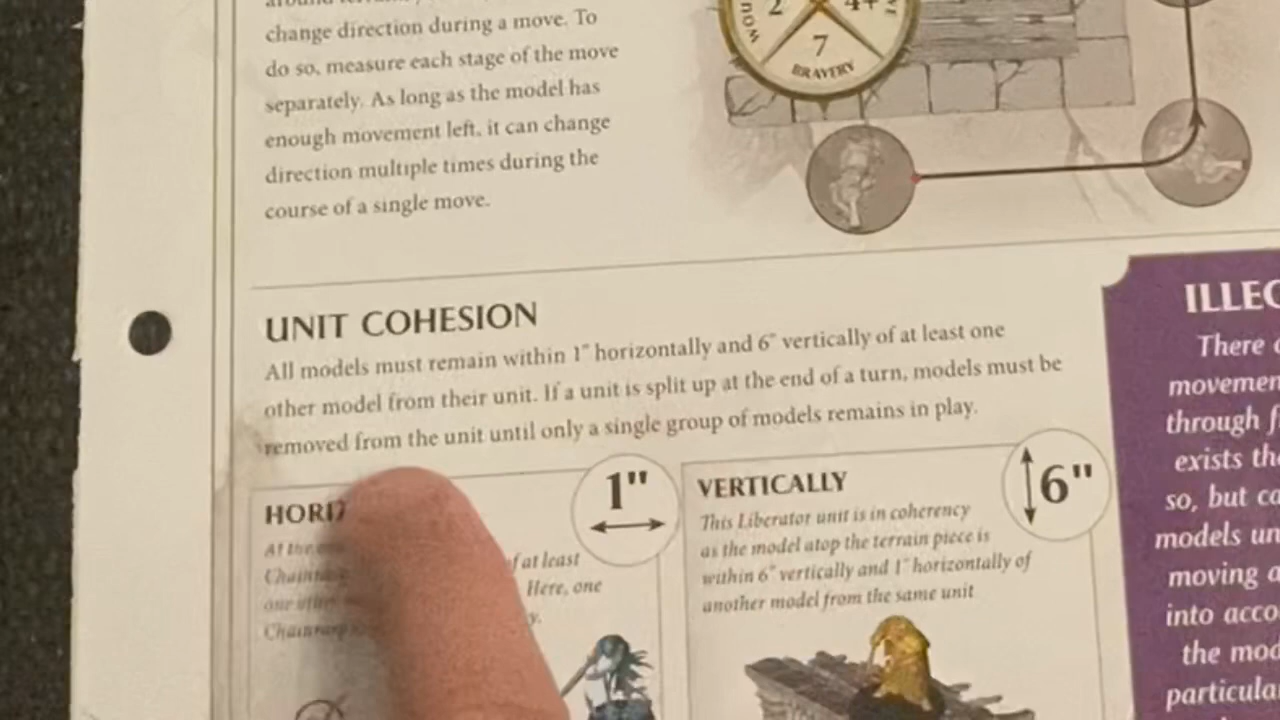 change direction during a move. To
do so, measure each stage of the move
separately. As long as the model has
enough movement left, it can change
direction multiple times during the
course of a single move.
2
4+
7
BRAVERY
UNIT COHESION
All models must remain within 1" horizontally and 6" vertically of at least one
other model from their unit. If a unit is split up at the end of a turn, models must be
removed from the unit until only a single group of models remains in play.
HORI
1"
At the
of at least
Here, one
one
y.
VERTICALLY
6"
This Liberator unit is in coherency
as the model atop the terrain piece is
within 6" vertically and 1" horizontally of
another model from the same unit
ILLEG
There
movemen
through
exists th
so, but ca
models un
moving a
into acco
the mod
particula